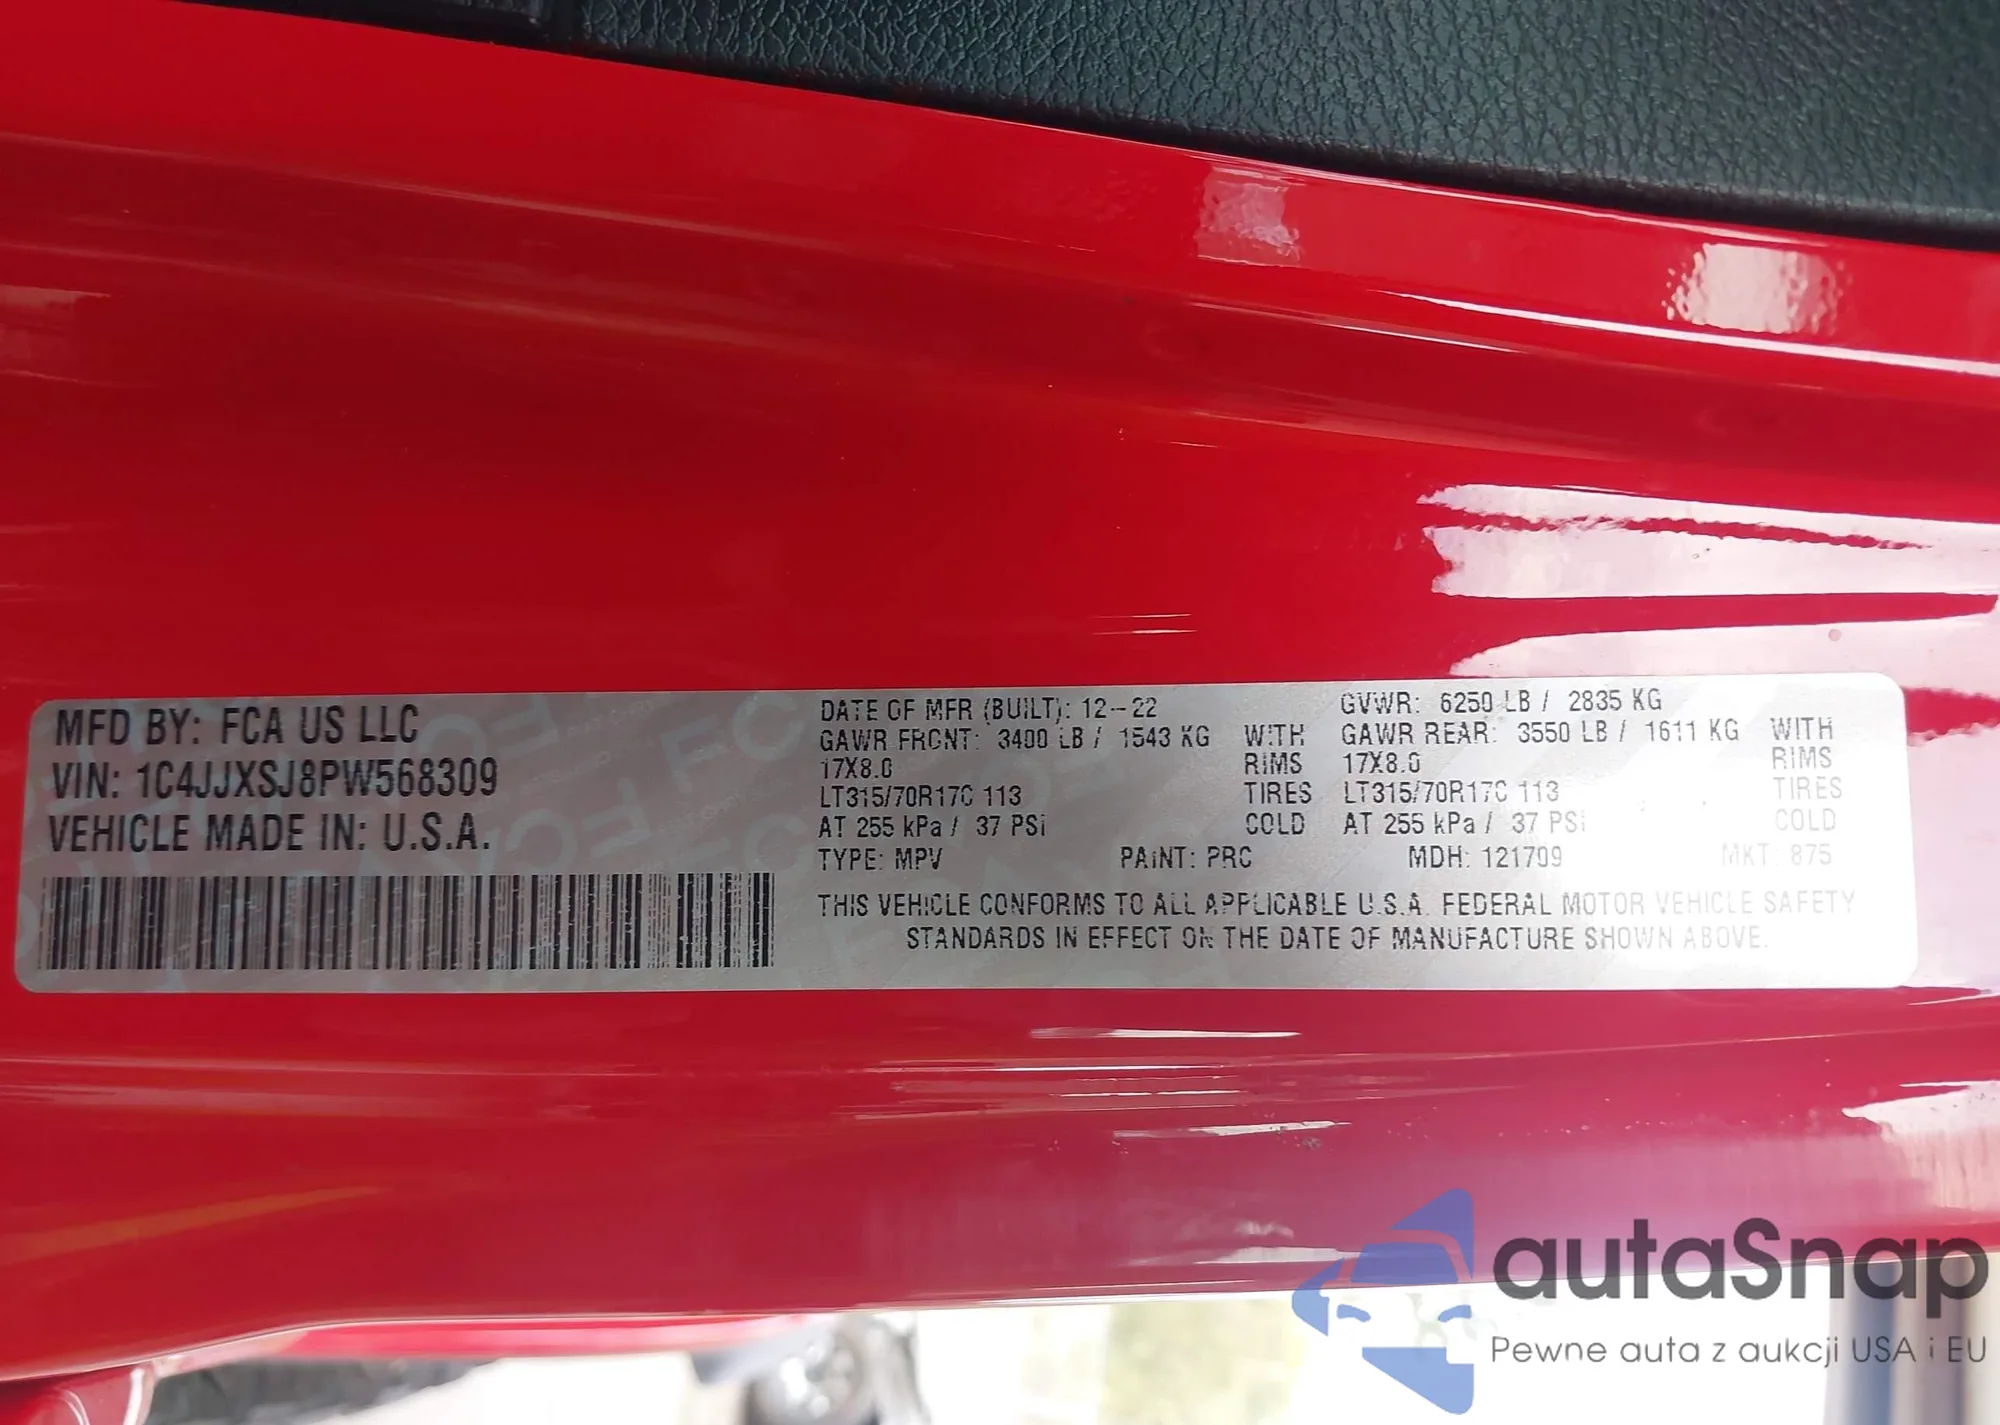 MFD BY: FCA US LLC
VIN: 1C4JJXSJ8PW568309
VEHICLE MADE IN: U.S.A.
DATE OF MFR (BUILT): 12-22 GVWR: 6250 LB / 2835 KG
GAWR FRONT: 3400 LB / 1543 KG WITH GAWR REAR: 3550 LB / 1611 KG WITH
17X8.0 RIMS 17X8.0 RIMS
LT315/70R17C 113 TIRES LT315/70R17C 113 TIRES
AT 255 kPa / 37 PSi COLD AT 255 kPa / 37 PSi COLD
TYPE: MPV PAiNT: PRC MDH: 121709 MKT: 875
THIS VEHICLE CONFORMS TO ALL APPLICABLE U.S.A. FEDERAL MOTOR VEHICLE SAFETY
STANDARDS IN EFFECT ON THE DATE OF MANUFACTURE SHOWN ABOVE.
autaSnap
Pewne auta z aukcji USA i EU